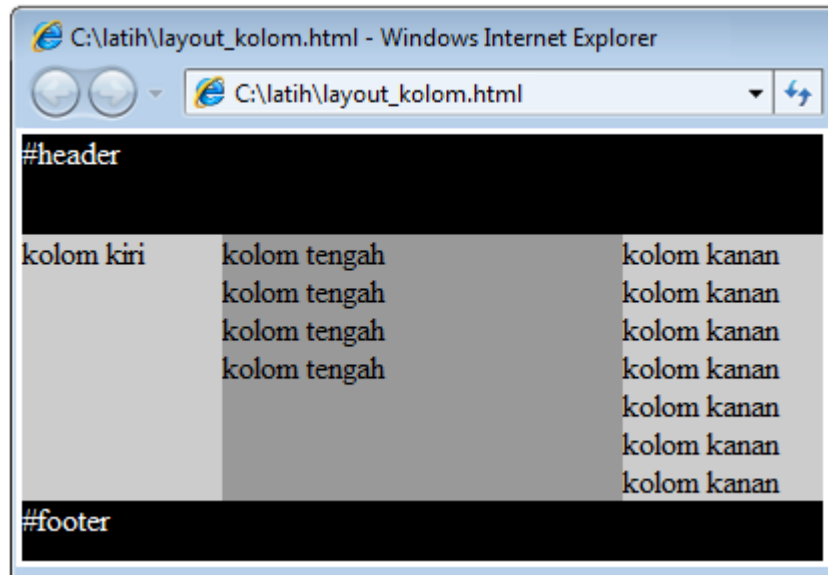 C:\latih\layout_kolom.html - Windows Internet Explorer
C:\latih\layout_kolom.html
#header
kolom kiri
kolom tengah
kolom tengah
kolom tengah
kolom tengah
kolom kanan
kolom kanan
kolom kanan
kolom kanan
kolom kanan
kolom kanan
kolom kanan
#footer